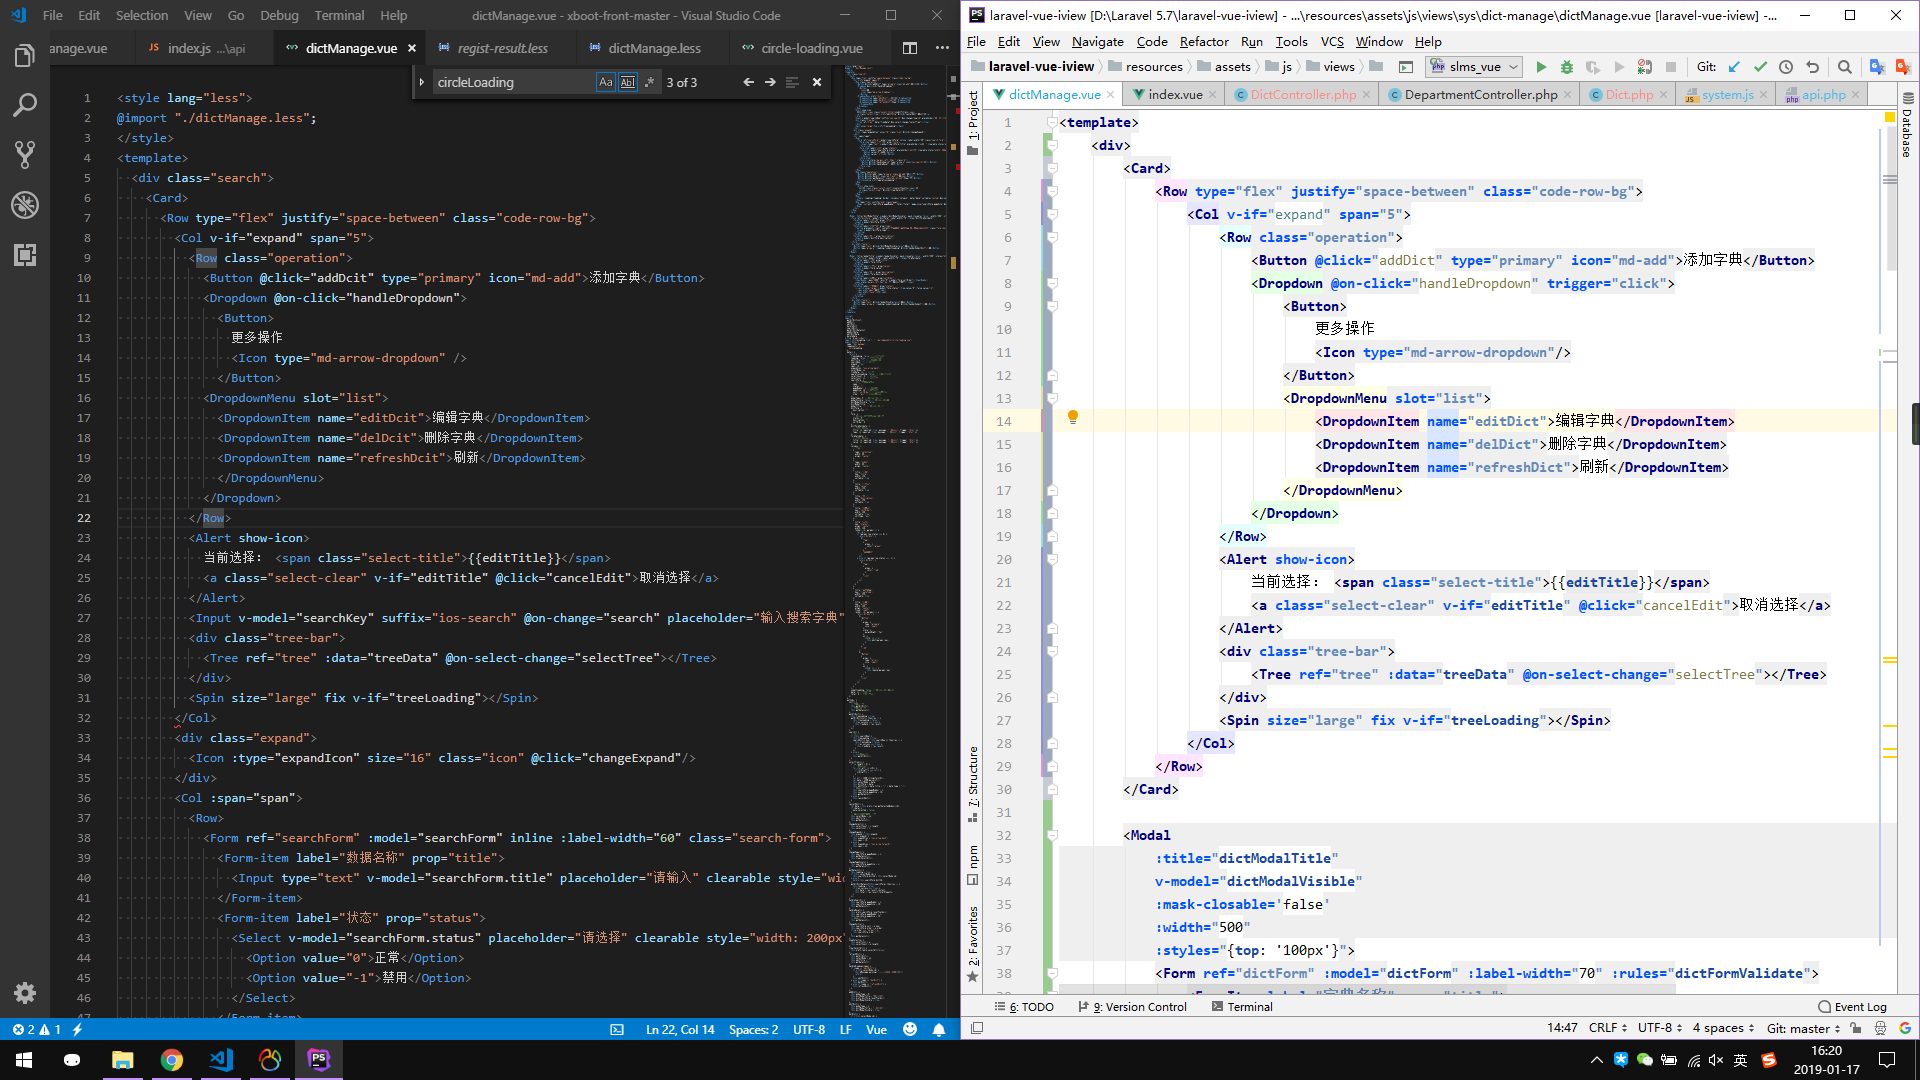 File Edit Selection View Go Debug Terminal Help dictManage.vue - xboot-front-master - Visual Studio Code
anage.vue index.js ...\api dictManage.vue regist-result.less dictManage.less circle-loading.vue
circleLoading Aa Abl .* 3 of 3
1 <style lang="less">
2 @import "./dictManage.less";
3 </style>
4 <template>
5 <div class="search">
6 <Card>
7 <Row type="flex" justify="space-between" class="code-row-bg">
8 <Col v-if="expand" span="5">
9 <Row class="operation">
10 <Button @click="addDcit" type="primary" icon="md-add">添加字典</Button>
11 <Dropdown @on-click="handleDropdown">
12 <Button>
13 更多操作
14 <Icon type="md-arrow-dropdown" />
15 </Button>
16 <DropdownMenu slot="list">
17 <DropdownItem name="editDcit">编辑字典</DropdownItem>
18 <DropdownItem name="delDcit">删除字典</DropdownItem>
19 <DropdownItem name="refreshDcit">刷新</DropdownItem>
20 </DropdownMenu>
21 </Dropdown>
22 </Row>
23 <Alert show-icon>
24 当前选择： <span class="select-title">{{editTitle}}</span>
25 <a class="select-clear" v-if="editTitle" @click="cancelEdit">取消选择</a>
26 </Alert>
27 <Input v-model="searchKey" suffix="ios-search" @on-change="search" placeholder="输入搜索字典"
28 <div class="tree-bar">
29 <Tree ref="tree" :data="treeData" @on-select-change="selectTree"></Tree>
30 </div>
31 <Spin size="large" fix v-if="treeLoading"></Spin>
32 </Col>
33 <div class="expand">
34 <Icon :type="expandIcon" size="16" class="icon" @click="changeExpand"/>
35 </div>
36 <Col :span="span">
37 <Row>
38 <Form ref="searchForm" :model="searchForm" inline :label-width="60" class="search-form">
39 <Form-item label="数据名称" prop="title">
40 <Input type="text" v-model="searchForm.title" placeholder="请输入" clearable style="wid
41 </Form-item>
42 <Form-item label="状态" prop="status">
43 <Select v-model="searchForm.status" placeholder="请选择" clearable style="width: 200px"
44 <Option value="0">正常</Option>
45 <Option value="-1">禁用</Option>
46 </Select>
</Form-item>
2 1 Ln 22, Col 14 Spaces: 2 UTF-8 LF Vue
laravel-vue-iview [D:\Laravel 5.7\laravel-vue-iview] - ...\resources\assets\js\views\sys\dict-manage\dictManage.vue [laravel-vue-iview] -...
File Edit View Navigate Code Refactor Run Tools VCS Window Help
laravel-vue-iview resources assets js views slms_vue Git:
dictManage.vue index.vue DictController.php DepartmentController.php Dict.php system.js api.php
1: Project
7: Structure
npm
2: Favorites
Database
1 <template>
2 <div>
3 <Card>
4 <Row type="flex" justify="space-between" class="code-row-bg">
5 <Col v-if="expand" span="5">
6 <Row class="operation">
7 <Button @click="addDict" type="primary" icon="md-add">添加字典</Button>
8 <Dropdown @on-click="handleDropdown" trigger="click">
9 <Button>
10 更多操作
11 <Icon type="md-arrow-dropdown"/>
12 </Button>
13 <DropdownMenu slot="list">
14 <DropdownItem name="editDict">编辑字典</DropdownItem>
15 <DropdownItem name="delDict">删除字典</DropdownItem>
16 <DropdownItem name="refreshDict">刷新</DropdownItem>
17 </DropdownMenu>
18 </Dropdown>
19 </Row>
20 <Alert show-icon>
21 当前选择： <span class="select-title">{{editTitle}}</span>
22 <a class="select-clear" v-if="editTitle" @click="cancelEdit">取消选择</a>
23 </Alert>
24 <div class="tree-bar">
25 <Tree ref="tree" :data="treeData" @on-select-change="selectTree"></Tree>
26 </div>
27 <Spin size="large" fix v-if="treeLoading"></Spin>
28 </Col>
29 </Row>
30 </Card>
31
32 <Modal
33 :title="dictModalTitle"
34 v-model="dictModalVisible"
35 :mask-closable='false'
36 :width="500"
37 :styles="{top: '100px'}">
38 <Form ref="dictForm" :model="dictForm" :label-width="70" :rules="dictFormValidate">
6: TODO 9: Version Control Terminal Event Log
14:47 CRLF UTF-8 4 spaces Git: master
英
16:20
2019-01-17